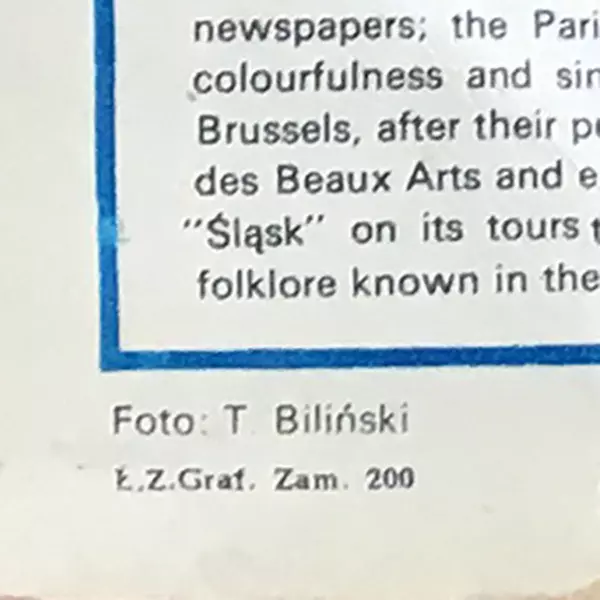 newspapers; the Pari
colourfulness and sin
Brussels, after their p
des Beaux Arts and e
"Śląsk" on its tours t
folklore known in the
Foto: T. Biliński
Ł.Z.Graf. Zam. 200